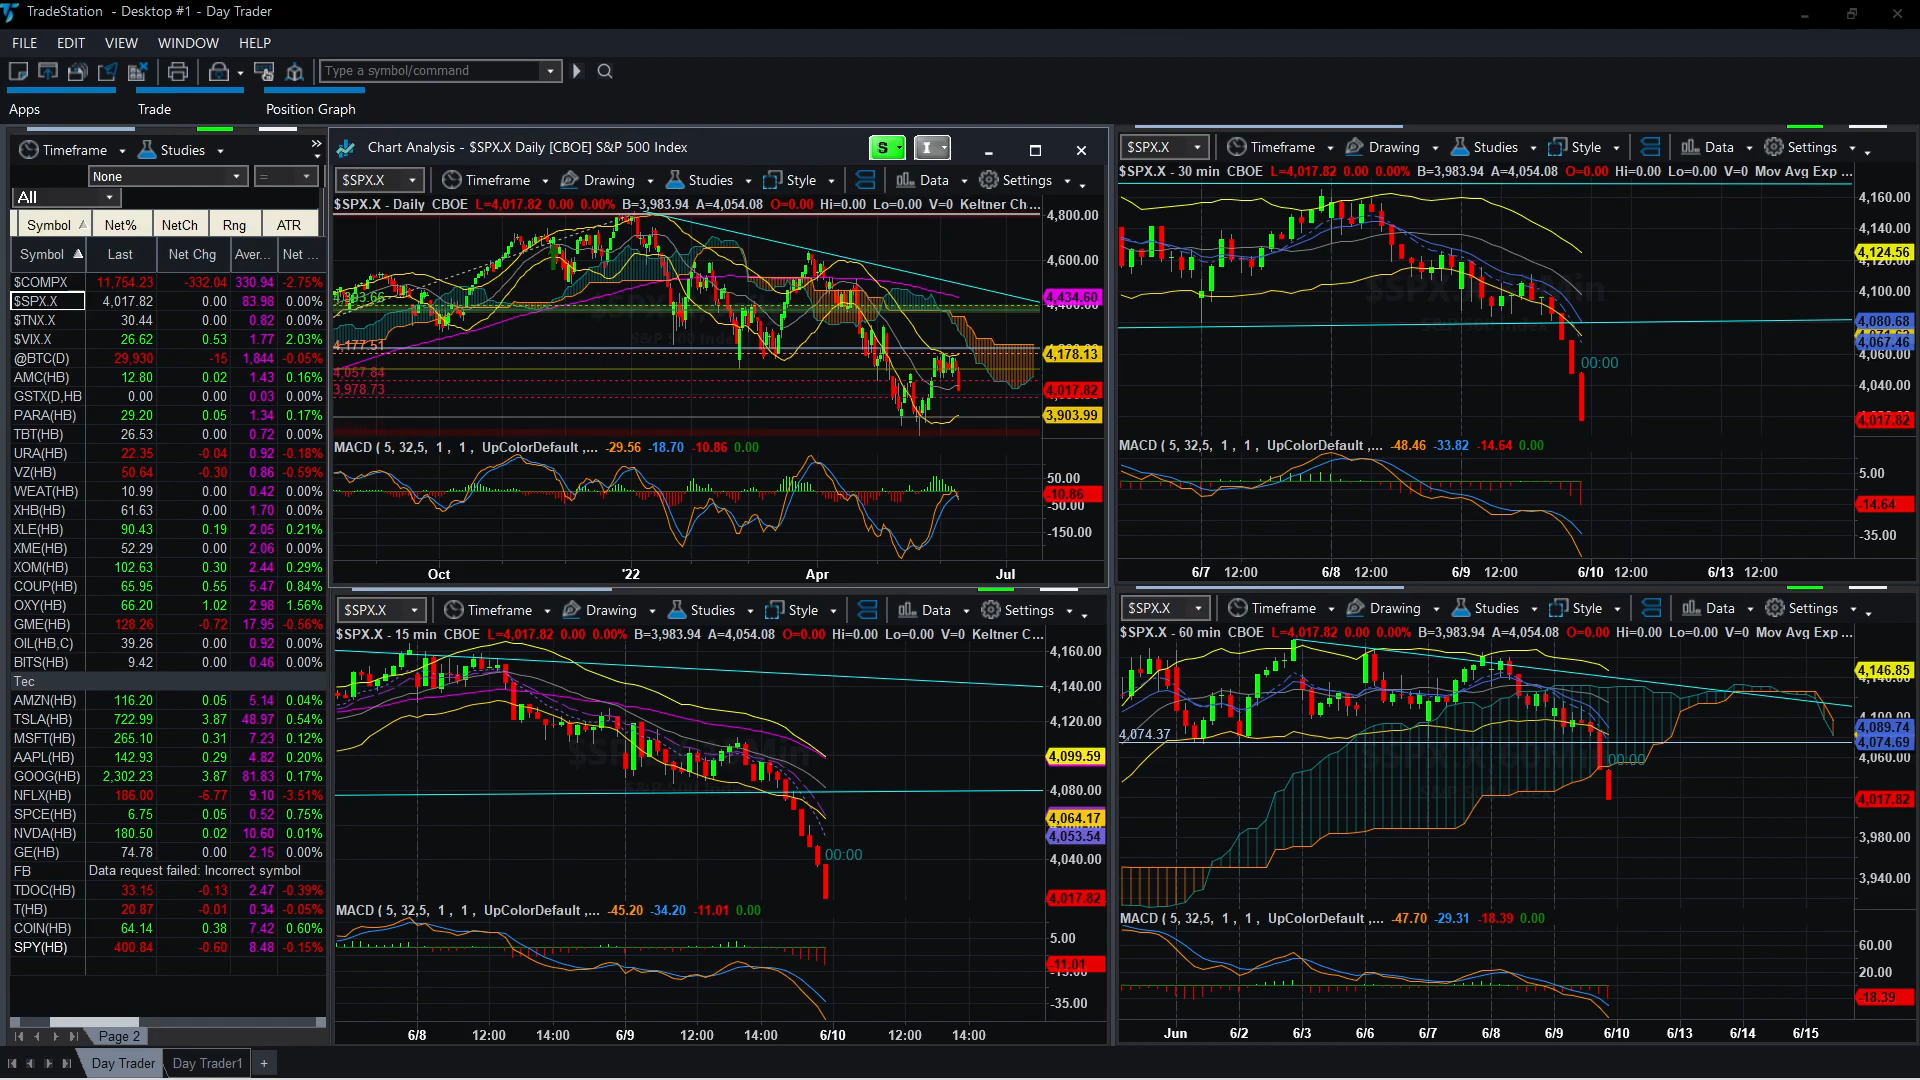 TradeStation - Desktop #1 - Day Trader
FILE EDIT VIEW WINDOW HELP
Type a symbol/command
Apps Trade Position Graph
Timeframe Studies »
None =
All
Symbol Net% NetCh Rng ATR
Symbol Last Net Chg Aver... Net ...
$COMPX 11,754.23 -332.04 330.94 -2.75%
$SPX.X 4,017.82 0.00 83.98 0.00%
$TNX.X 30.44 0.00 0.82 0.00%
$VIX.X 26.62 0.53 1.77 2.03%
@BTC(D) 29,930 -15 1,844 -0.05%
AMC(HB) 12.80 0.02 1.43 0.16%
GSTX(D,HB 0.00 0.00 0.03 0.00%
PARA(HB) 29.20 0.05 1.34 0.17%
TBT(HB) 26.53 0.00 0.72 0.00%
URA(HB) 22.35 -0.04 0.92 -0.18%
VZ(HB) 50.64 -0.30 0.86 -0.59%
WEAT(HB) 10.99 0.00 0.42 0.00%
XHB(HB) 61.63 0.00 1.70 0.00%
XLE(HB) 90.43 0.19 2.05 0.21%
XME(HB) 52.29 0.00 2.06 0.00%
XOM(HB) 102.63 0.30 2.44 0.29%
COUP(HB) 65.95 0.55 5.47 0.84%
OXY(HB) 66.20 1.02 2.98 1.56%
GME(HB) 128.26 -0.72 17.95 -0.56%
OIL(HB,C) 39.26 0.00 0.92 0.00%
BITS(HB) 9.42 0.00 0.46 0.00%
Tec
AMZN(HB) 116.20 0.05 5.14 0.04%
TSLA(HB) 722.99 3.87 48.97 0.54%
MSFT(HB) 265.10 0.31 7.23 0.12%
AAPL(HB) 142.93 0.29 4.82 0.20%
GOOG(HB) 2,302.23 3.87 81.83 0.17%
NFLX(HB) 186.00 -6.77 9.10 -3.51%
SPCE(HB) 6.75 0.05 0.52 0.75%
NVDA(HB) 180.50 0.02 10.60 0.01%
GE(HB) 74.78 0.00 2.15 0.00%
FB Data request failed: Incorrect symbol
TDOC(HB) 33.15 -0.13 2.47 -0.39%
T(HB) 20.87 -0.01 0.34 -0.05%
COIN(HB) 64.14 0.38 7.42 0.60%
SPY(HB) 400.84 -0.60 8.48 -0.15%
Page 2
Day Trader Day Trader1 +
Chart Analysis - $SPX.X Daily [CBOE] S&P 500 Index
S I
$SPX.X Timeframe Drawing Studies Style Data Settings
$SPX.X - Daily CBOE L=4,017.82 0.00 0.00% B=3,983.94 A=4,054.08 O=0.00 Hi=0.00 Lo=0.00 V=0 Keltner Ch...
4,800.00
4,600.00
4,434.60
4,178.13
4,017.82
3,903.99
4,177.51
4,057.84
3,978.73
MACD ( 5, 32,5, 1 , 1 , UpColorDefault ,... -29.56 -18.70 -10.86 0.00
50.00
-10.86
-50.00
-150.00
Oct '22 Apr Jul
$SPX.X Timeframe Drawing Studies Style Data Settings
$SPX.X - 15 min CBOE L=4,017.82 0.00 0.00% B=3,983.94 A=4,054.08 O=0.00 Hi=0.00 Lo=0.00 V=0 Keltner C...
4,160.00
4,140.00
4,120.00
4,099.59
4,080.00
4,064.17
4,053.54
4,040.00
4,017.82
00:00
MACD ( 5, 32,5, 1 , 1 , UpColorDefault ,... -45.20 -34.20 -11.01 0.00
5.00
-11.01
-15.00
-35.00
6/8 12:00 14:00 6/9 12:00 14:00 6/10 12:00 14:00
$SPX.X Timeframe Drawing Studies Style Data Settings
$SPX.X - 30 min CBOE L=4,017.82 0.00 0.00% B=3,983.94 A=4,054.08 O=0.00 Hi=0.00 Lo=0.00 V=0 Mov Avg Exp ...
4,160.00
4,140.00
4,124.56
4,120.00
4,100.00
4,080.68
4,067.46
4,060.00
4,040.00
4,017.82
00:00
MACD ( 5, 32,5, 1 , 1 , UpColorDefault ,... -48.46 -33.82 -14.64 0.00
5.00
-14.64
-35.00
6/7 12:00 6/8 12:00 6/9 12:00 6/10 12:00 6/13 12:00
$SPX.X Timeframe Drawing Studies Style Data Settings
$SPX.X - 60 min CBOE L=4,017.82 0.00 0.00% B=3,983.94 A=4,054.08 O=0.00 Hi=0.00 Lo=0.00 V=0 Mov Avg Exp ...
4,146.85
4,140.00
4,100.00
4,089.74
4,074.69
4,060.00
4,017.82
3,980.00
3,940.00
4,074.37
00:00
MACD ( 5, 32,5, 1 , 1 , UpColorDefault ,... -47.70 -29.31 -18.39 0.00
60.00
20.00
-18.39
Jun 6/2 6/3 6/6 6/7 6/8 6/9 6/10 6/13 6/14 6/15